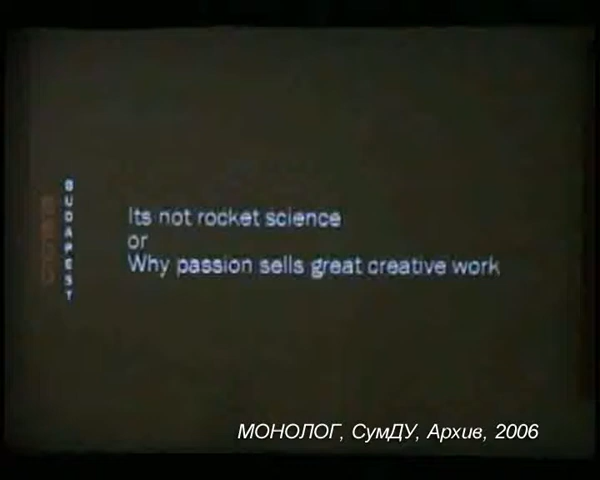 BUDAPEST
Its not rocket science
or
Why passion sells great creative work
МОНОЛОГ, СумДУ, Архив, 2006